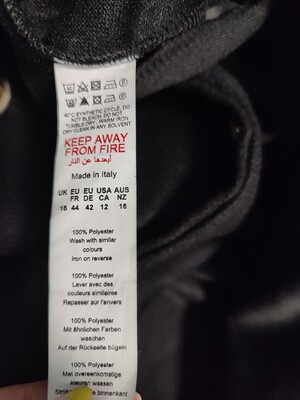 40°C SYNTHETIC CYCLE, DO
NOT BLEACH, DO NOT
TUMBLE DRY - WARM IRON
DRY-CLEAN IN ANY SOLVENT
KEEP AWAY
FROM FIRE
أبعدها عن النار
Made in Italy
UK EU EU USA AUS
FR DE CA NZ
16 44 42 12 16
100% Polyester
Wash with similar
colours
Iron on reverse
100% Polyester
Laver avec des
couleurs similaires
Repasser sur l'envers
100% Polyester
Mit ähnlichen Farben
waschen
Auf der Rückseite bügeln
100% Polyester
Met overeenkomstige
kleuren wassen
binnenkant